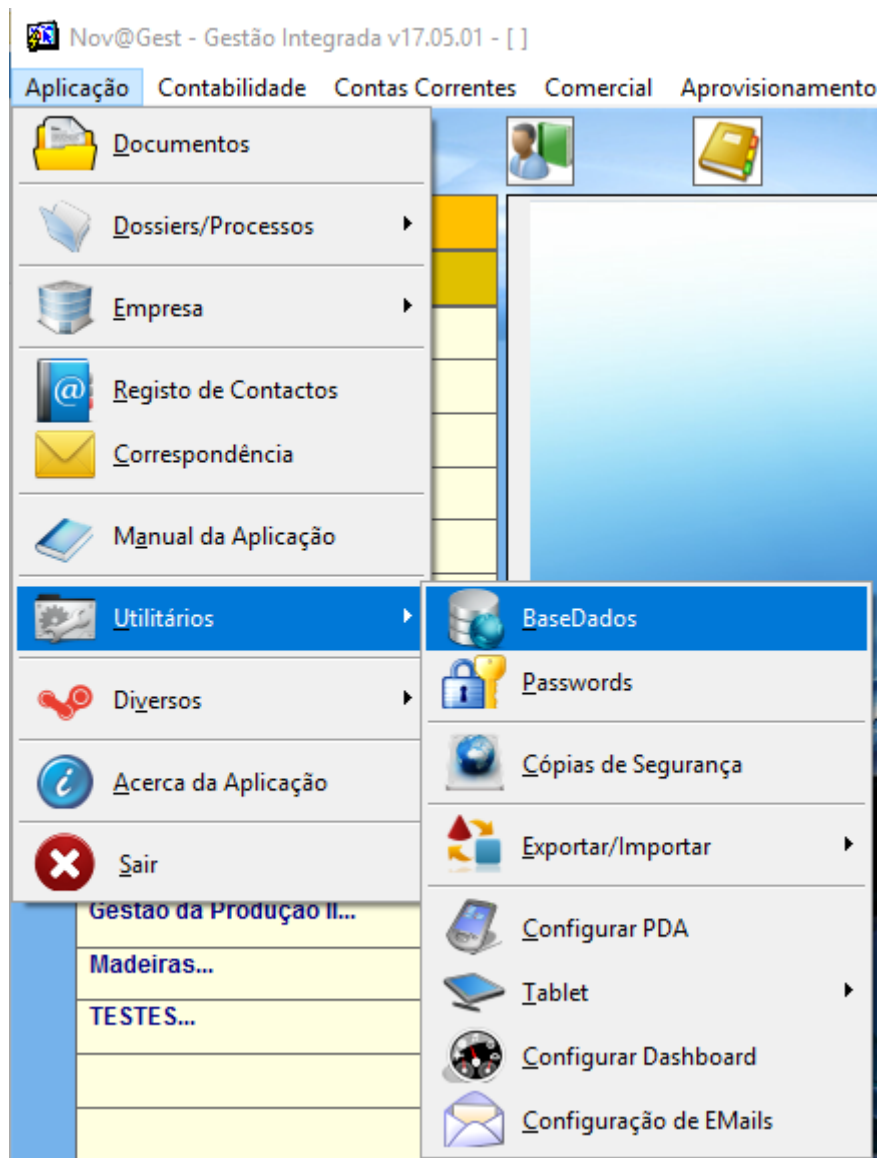 Nov@Gest - Gestão Integrada v17.05.01 - [ ]
Aplicação Contabilidade Contas Correntes Comercial Aprovisionamento
Documentos
Dossiers/Processos
Empresa
@
Registo de Contactos
Correspondência
Manual da Aplicação
Utilitários
Diversos
Acerca da Aplicação
Sair
BaseDados
Passwords
Cópias de Segurança
Exportar/Importar
Configurar PDA
Tablet
Configurar Dashboard
Configuração de EMails
Gestão da Produção II...
Madeiras...
TESTES...